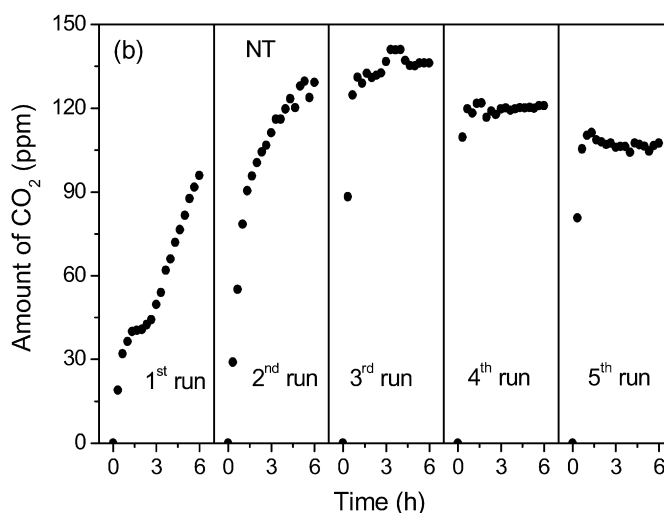 (b)
NT
150
120
90
60
30
0
Amount of CO₂ (ppm)
1ˢᵗ run
2ⁿᵈ run
3ʳᵈ run
4ᵗʰ run
5ᵗʰ run
0 3 6 0 3 6 0 3 6 0 3 6 0 3 6
Time (h)